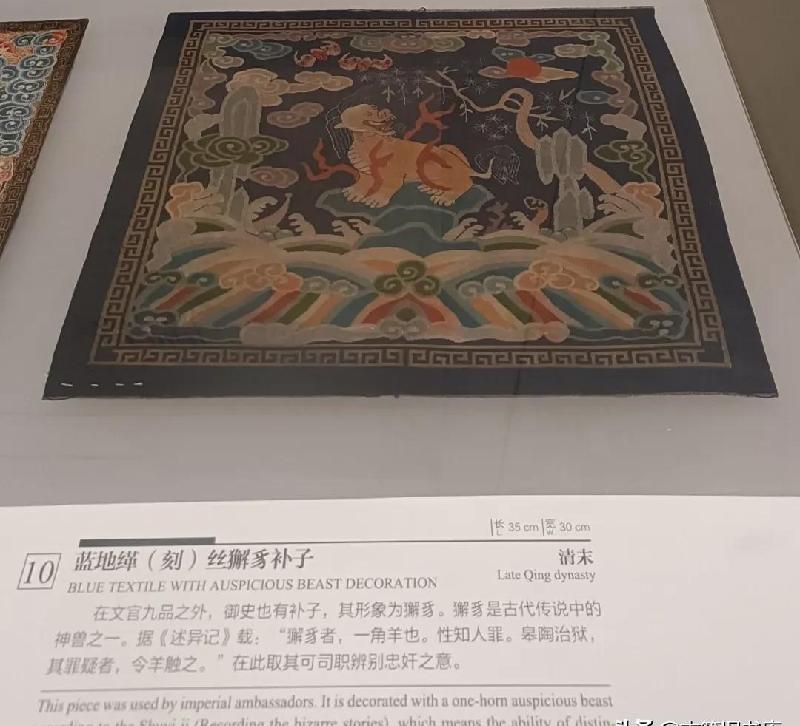 长 L 35 cm 宽 W 30 cm
10 蓝地缂（刻）丝獬豸补子 清末
BLUE TEXTILE WITH AUSPICIOUS BEAST DECORATION Late Qing dynasty
在文官九品之外，御史也有补子，其形象为獬豸。獬豸是古代传说中的
神兽之一。据《述异记》载：“獬豸者，一角羊也。性知人罪。皋陶治狱，
其罪疑者，令羊触之。”在此取其可司职辨别忠奸之意。
This piece was used by imperial ambassadors. It is decorated with a one-horn auspicious beast
(Recording the bizarre stories), which means the ability of distin-